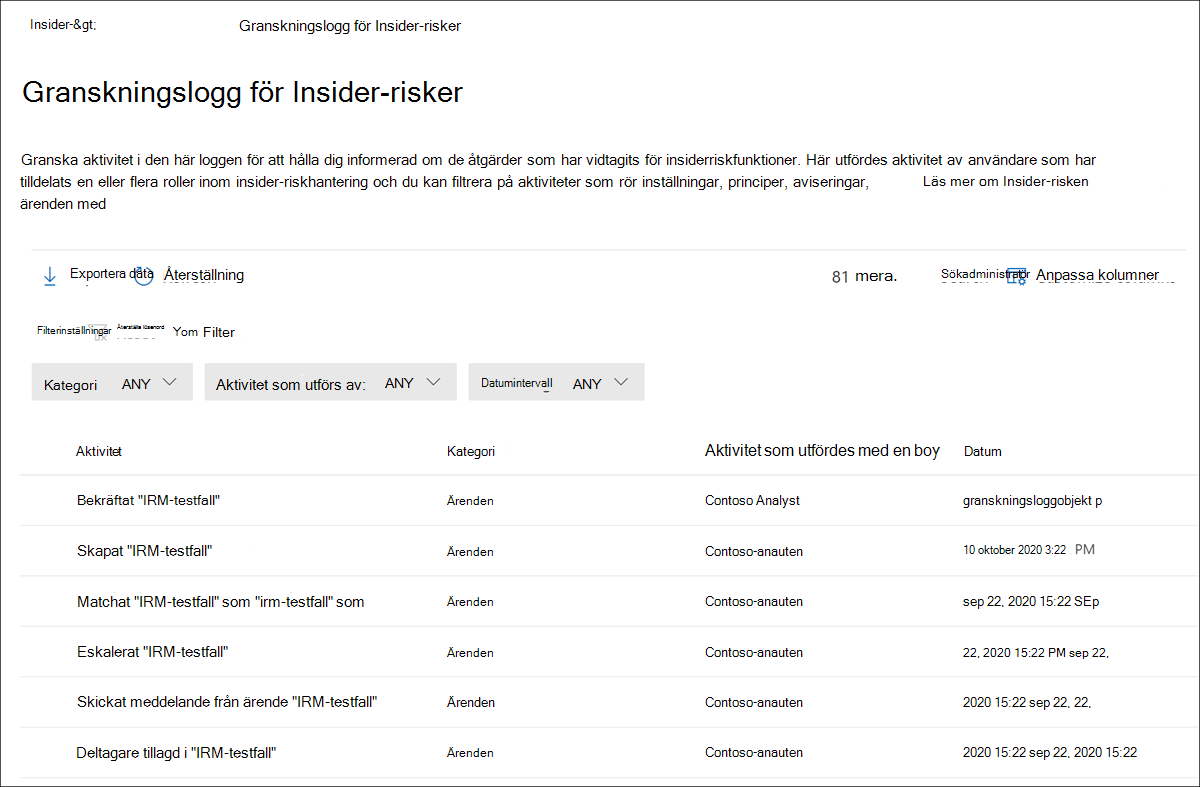 Insider-&gt; Granskningslogg för Insider-risker
Granskningslogg för Insider-risker
Granska aktivitet i den här loggen för att hålla dig informerad om de åtgärder som har vidtagits för insiderriskfunktioner. Här utfördes aktivitet av användare som har
tilldelats en eller flera roller inom insider-riskhantering och du kan filtrera på aktiviteter som rör inställningar, principer, aviseringar, Läs mer om Insider-risken
ärenden med
Exportera data Återställning 81 mera. Sökadministratör Anpassa kolumner
Filterinställningar Återställa lösenord Yom Filter
Kategori ANY Aktivitet som utförs av: ANY Datumintervall ANY
Aktivitet Kategori Aktivitet som utfördes med en boy Datum
Bekräftat "IRM-testfall" Ärenden Contoso Analyst granskningsloggobjekt p
Skapat "IRM-testfall" Ärenden Contoso-anauten 10 oktober 2020 3:22 PM
Matchat "IRM-testfall" som "irm-testfall" som Ärenden Contoso-anauten sep 22, 2020 15:22 SEp
Eskalerat "IRM-testfall" Ärenden Contoso-anauten 22, 2020 15:22 PM sep 22,
Skickat meddelande från ärende "IRM-testfall" Ärenden Contoso-anauten 2020 15:22 sep 22, 22,
Deltagare tillagd i "IRM-testfall" Ärenden Contoso-anauten 2020 15:22 sep 22, 2020 15:22